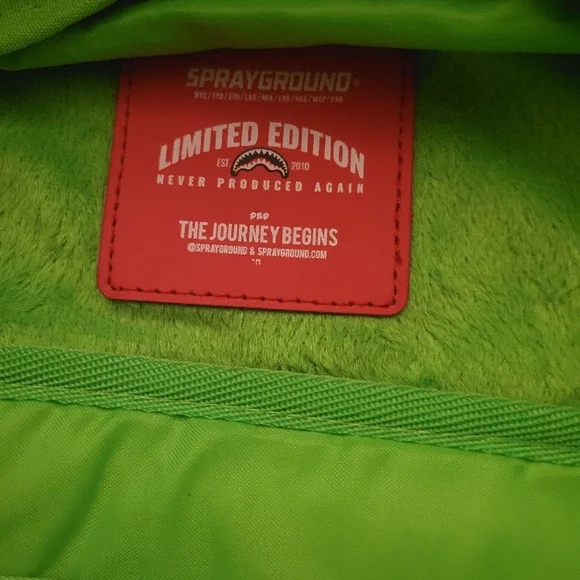 SPRAYGROUND®
LIMITED EDITION
EST. 2010
NEVER PRODUCED AGAIN
THE JOURNEY BEGINS
@SPRAYGROUND & SPRAYGROUND.COM